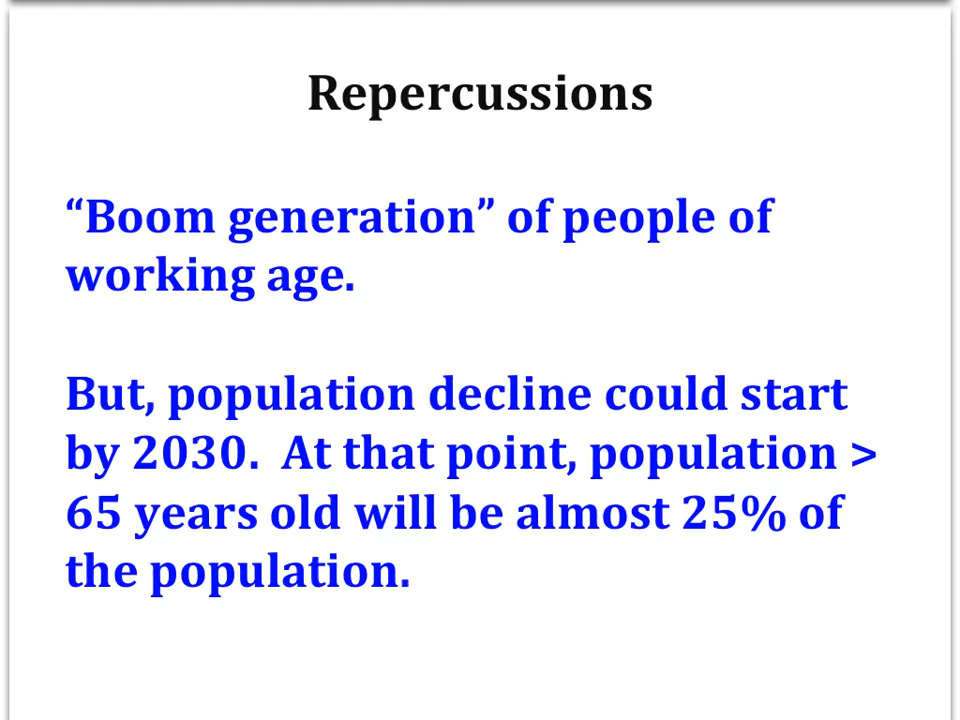 Repercussions
“Boom generation” of people of
working age.
But, population decline could start
by 2030.  At that point, population >
65 years old will be almost 25% of
the population.